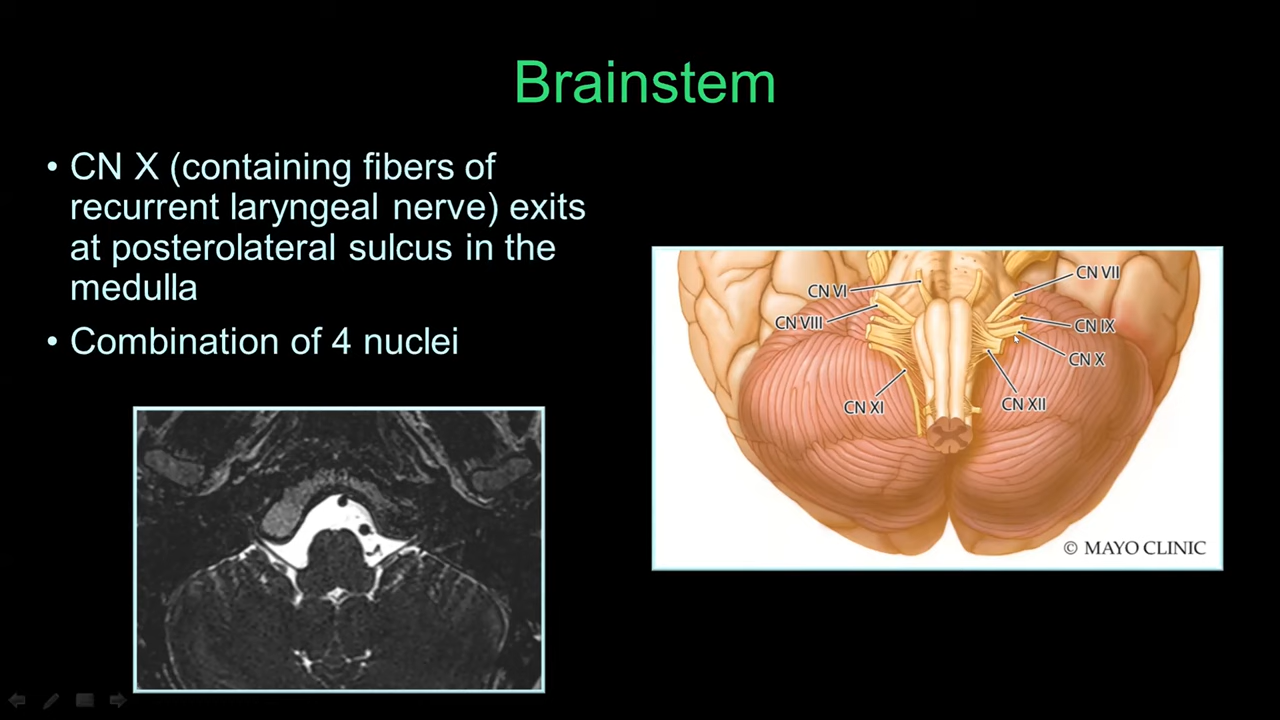 Brainstem
• CN X (containing fibers of
recurrent laryngeal nerve) exits
at posterolateral sulcus in the
medulla
• Combination of 4 nuclei
CN VI
CN VII
CN VIII
CN IX
CN X
CN XI
CN XII
© MAYO CLINIC